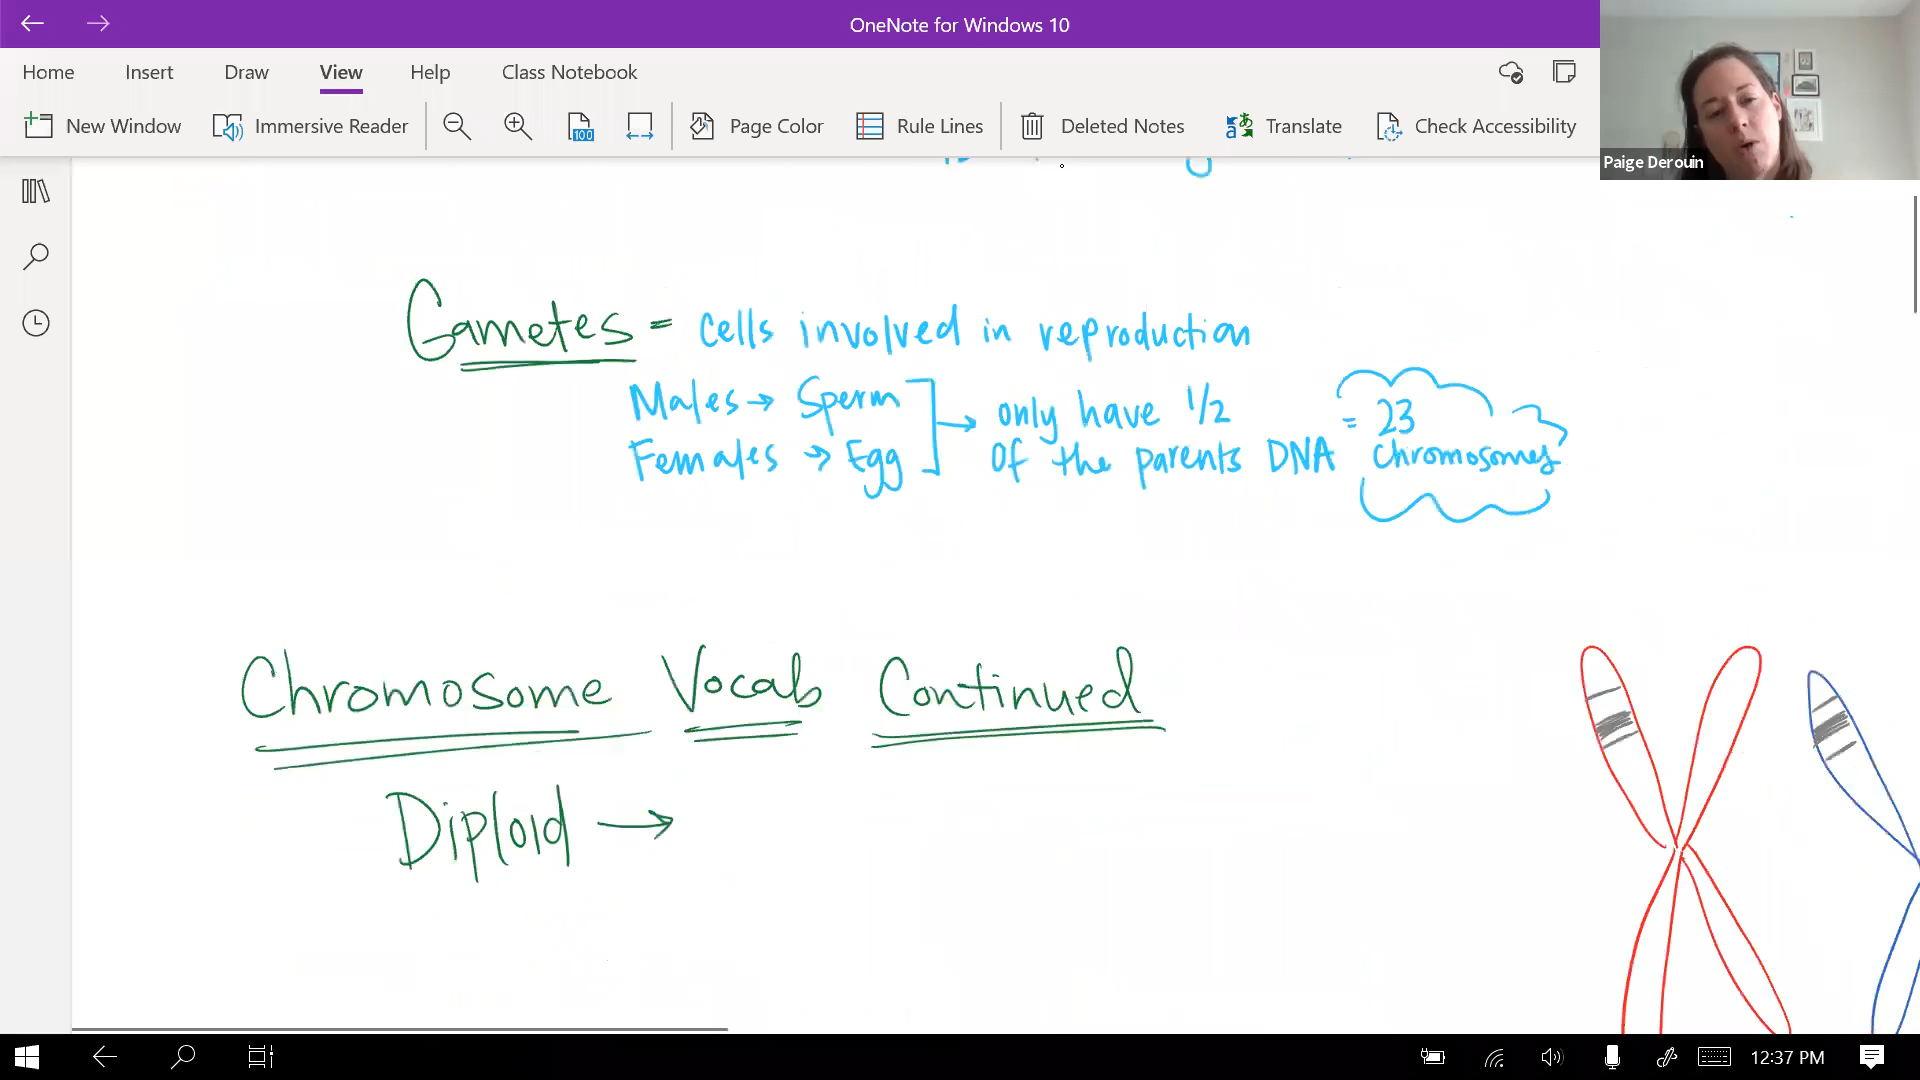 OneNote for Windows 10
Home Insert Draw View Help Class Notebook
New Window Immersive Reader 100 Page Color Rule Lines Deleted Notes Translate Check Accessibility
Paige Derouin
Gametes = cells involved in reproduction
Males → Sperm
Females → Egg
→ only have 1/2
of the parents DNA
= 23
chromosomes
Chromosome Vocab Continued
Diploid →
12:37 PM